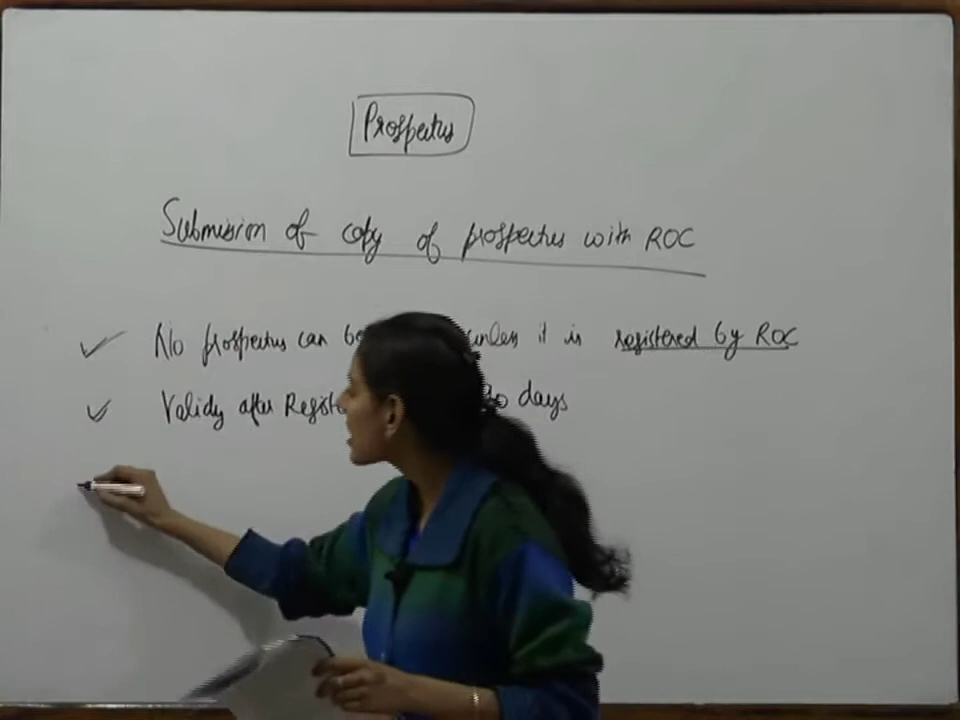 Prospectus
Submission of copy of prospectus with ROC
No prospectus can be unless it is registered by ROC
Validy after Regist days